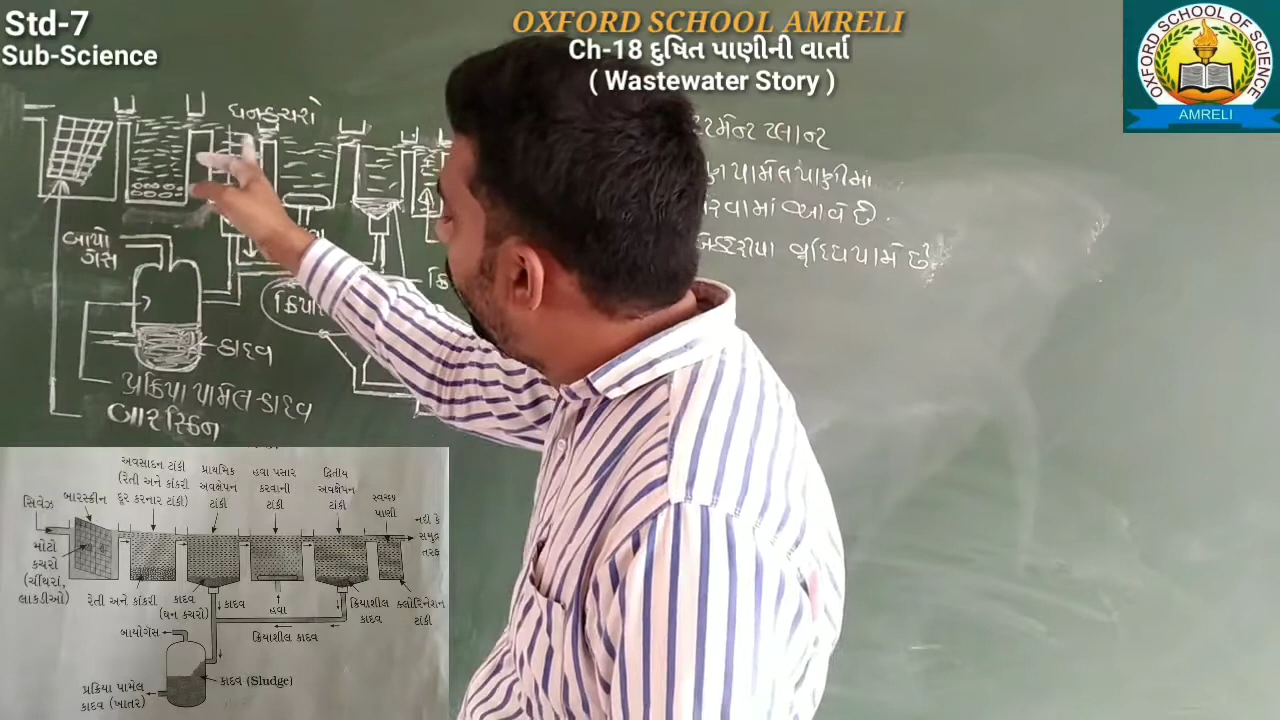 Std-7
Sub-Science
OXFORD SCHOOL AMRELI
Ch-18 દુષિત પાણીની વાર્તા
( Wastewater Story )
OXFORD SCHOOL OF SCIENCE
AMRELI
ઘનકચરો
બાયો
ગેસ
કાદવ
પ્રક્રિયા પામેલ કાદવ
બાર સ્ક્રિન
પ્લાન્ટ
પામેલ પાણીમાં
કરવામાં આવે છે.
બેક્ટેરીયા વૃધ્ધિ પામે છે.
અવસાદન ટાંકી
(રેતી અને કાંકરી
દૂર કરનાર ટાંકી)
પ્રાથમિક
અવક્ષેપન
ટાંકી
હવા પસાર
કરવાની
ટાંકી
દ્વિતીય
અવક્ષેપન
ટાંકી
સ્વચ્છ
પાણી
નદી કે
સમુદ્ર
તરફ
સિવેઝ
બારસ્ક્રીન
મોટો
કચરો
(ચીંથરાં,
લાકડીઓ)
રેતી અને કાંકરી
કાદવ
(ઘન કચરો)
કાદવ
હવા
ક્રિયાશીલ
કાદવ
ક્લોરિનેશન
ટાંકી
ક્રિયાશીલ કાદવ
બાયોગૅસ
કાદવ (Sludge)
પ્રક્રિયા પામેલ
કાદવ (ખાતર)